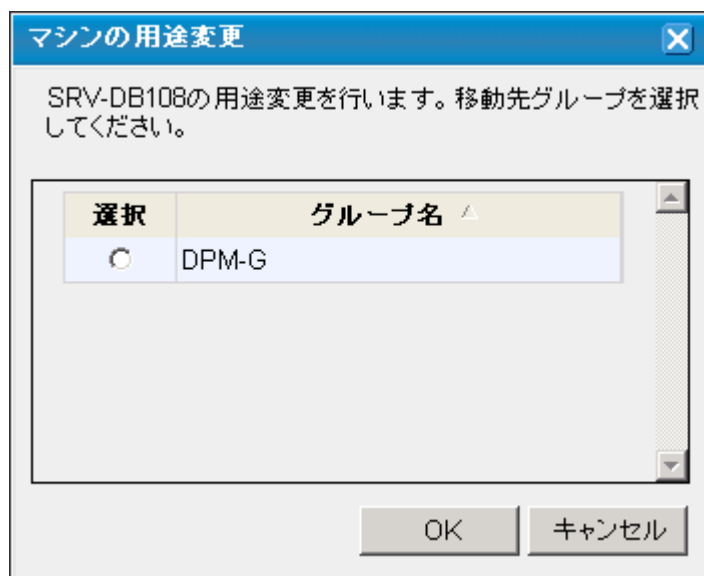 マシンの用途変更
SRV-DB108の用途変更を行います。移動先グループを選択
してください。
選択 グループ名
DPM-G
OK キャンセル